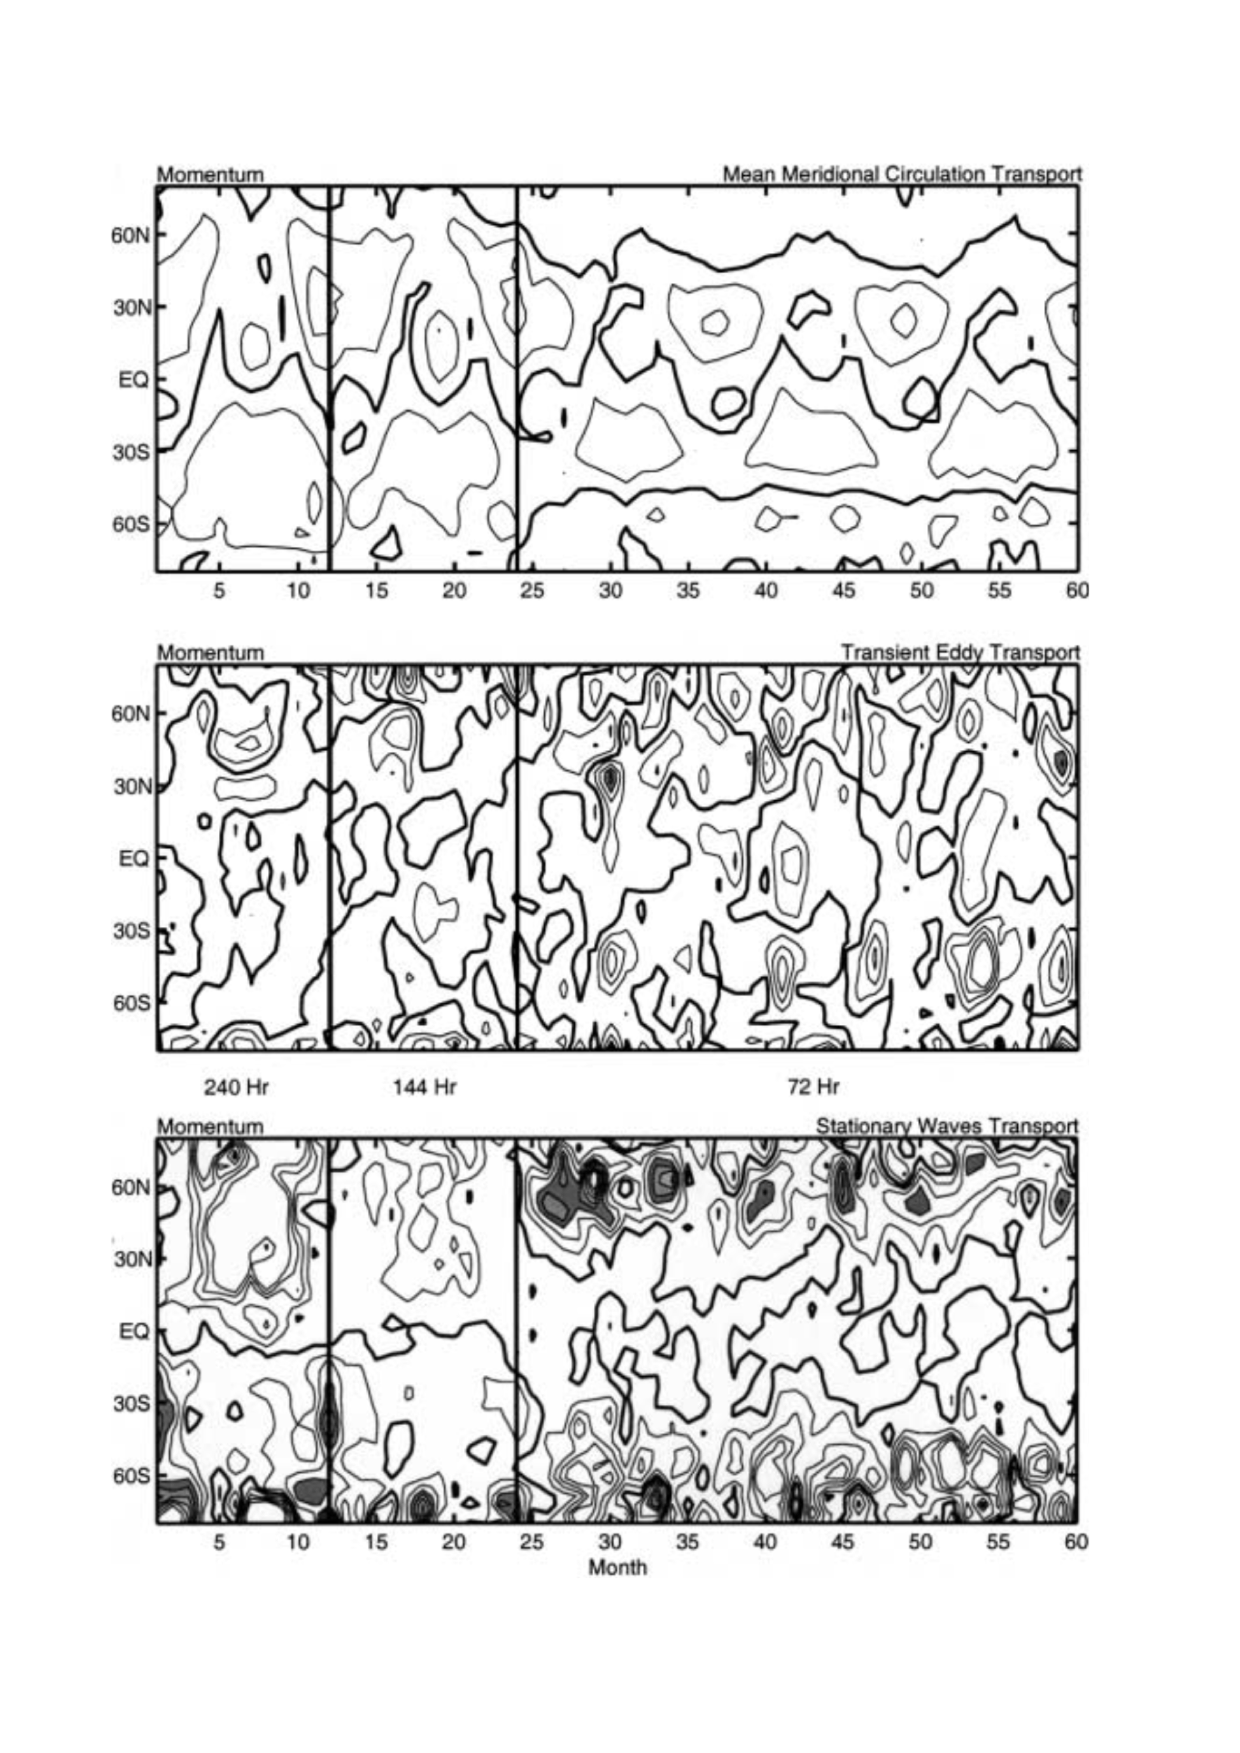 Momentum Mean Meridional Circulation Transport
60N
30N
EQ
30S
60S
5 10 15 20 25 30 35 40 45 50 55 60
Momentum Transient Eddy Transport
60N
30N
EQ
30S
60S
240 Hr 144 Hr 72 Hr
Momentum Stationary Waves Transport
60N
30N
EQ
30S
60S
5 10 15 20 25 30 35 40 45 50 55 60
Month